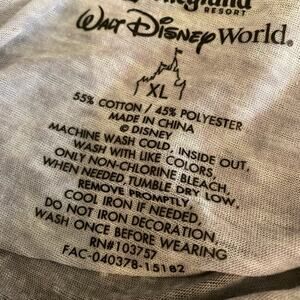 Disneyland
RESORT
WALT DISNEY World®
XL
55% COTTON / 45% POLYESTER
MADE IN CHINA
© DISNEY
MACHINE WASH COLD, INSIDE OUT,
WASH WITH LIKE COLORS,
ONLY NON-CHLORINE BLEACH,
WHEN NEEDED, TUMBLE DRY LOW,
REMOVE PROMPTLY,
COOL IRON IF NEEDED,
DO NOT IRON DECORATION,
WASH ONCE BEFORE WEARING
RN#103757
FAC-040378-15182